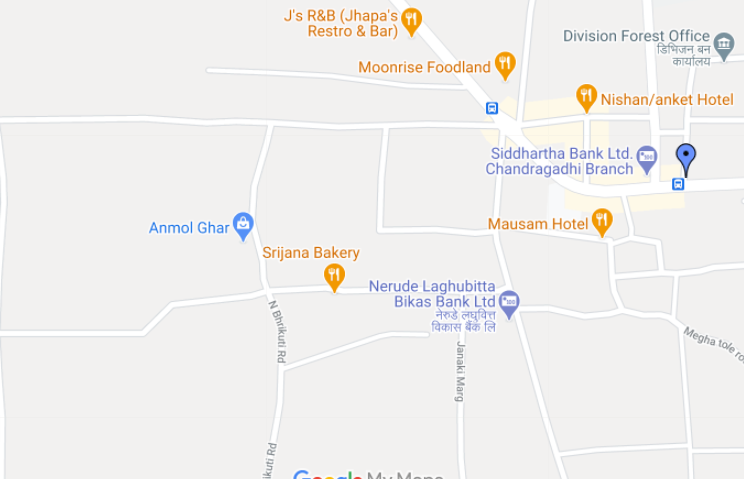 J's R&B (Jhapa's
Restro & Bar)
Division Forest Office
डिभिजन बन
कार्यालय
Moonrise Foodland
Nishan/anket Hotel
Siddhartha Bank Ltd.
Chandragadhi Branch
Anmol Ghar
Mausam Hotel
Srijana Bakery
Nerude Laghubitta
Bikas Bank Ltd
नेरुडे लघुवित्त
विकास बैंक लि
N Bhrikuti Rd
Janaki Marg
Megha tole
Google My Maps